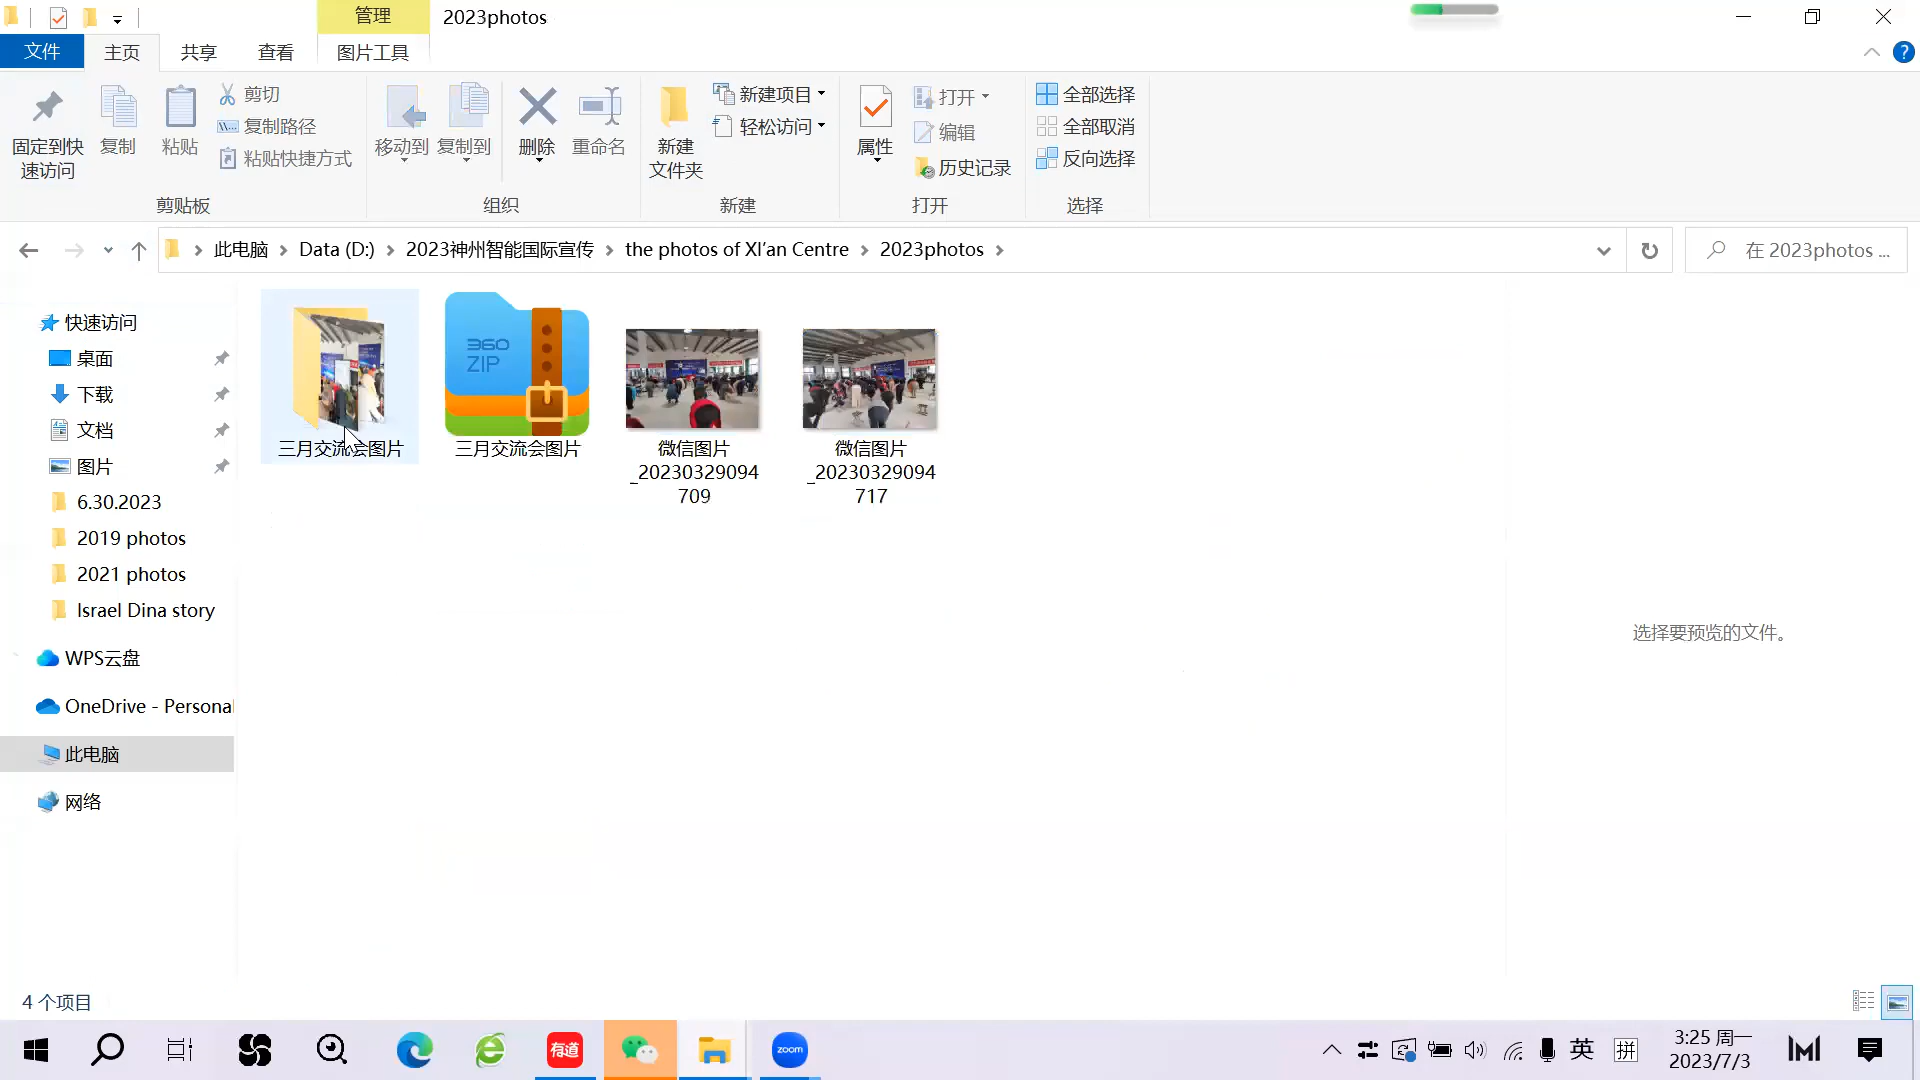 管理
2023photos
文件
主页
共享
查看
图片工具
固定到快
速访问
复制
粘贴
剪切
复制路径
粘贴快捷方式
剪贴板
移动到
复制到
删除
重命名
组织
新建
文件夹
新建项目
轻松访问
新建
属性
打开
编辑
历史记录
打开
全部选择
全部取消
反向选择
选择
此电脑 > Data (D:) > 2023神州智能国际宣传 > the photos of XI'an Centre > 2023photos >
在 2023photos ...
快速访问
桌面
下载
文档
图片
6.30.2023
2019 photos
2021 photos
Israel Dina story
WPS云盘
OneDrive - Personal
此电脑
网络
360
ZIP
三月交流会图片
三月交流会图片
微信图片
_20230329094
709
微信图片
_20230329094
717
选择要预览的文件。
4 个项目
有道
zoom
英
拼
3:25 周一
2023/7/3